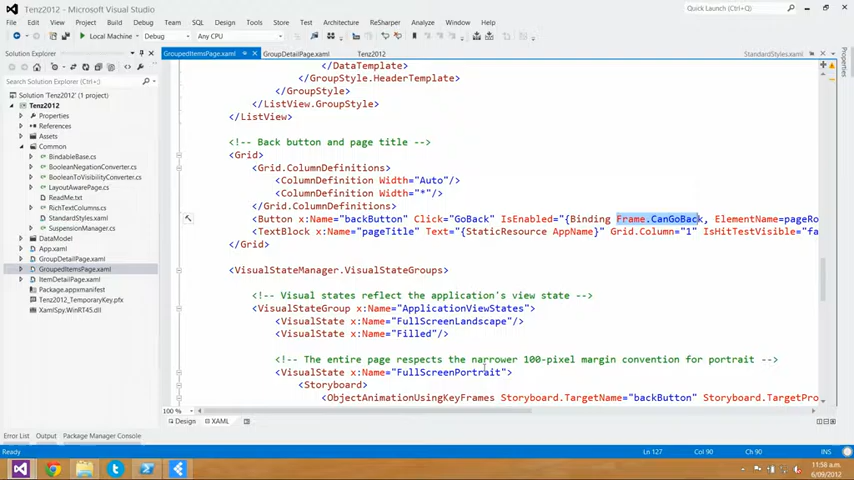 Tenz2012 - Microsoft Visual Studio
Quick Launch (Ctrl+Q)
File Edit View Project Build Debug Team SQL Design Format Tools Store Test Architecture ReSharper Analyze Window Help
Local Machine Debug Any CPU
Solution Explorer
GroupedItemsPage.xaml GroupDetailPage.xaml Tenz2012 StandardStyles.xaml
Search Solution Explorer (Ctrl+;)
Solution 'Tenz2012' (1 project)
Tenz2012
Properties
References
Assets
Common
BindableBase.cs
BooleanNegationConverter.cs
BooleanToVisibilityConverter.cs
LayoutAwarePage.cs
ReadMe.txt
RichTextColumns.cs
StandardStyles.xaml
SuspensionManager.cs
DataModel
App.xaml
GroupDetailPage.xaml
GroupedItemsPage.xaml
ItemDetailPage.xaml
Package.appxmanifest
Tenz2012_TemporaryKey.pfx
XamlSpy.WinRT45.dll
</DataTemplate>
</GroupStyle.HeaderTemplate>
</GroupStyle>
</ListView.GroupStyle>
</ListView>
<!-- Back button and page title -->
<Grid>
<Grid.ColumnDefinitions>
<ColumnDefinition Width="Auto"/>
<ColumnDefinition Width="*"/>
</Grid.ColumnDefinitions>
<Button x:Name="backButton" Click="GoBack" IsEnabled="{Binding Frame.CanGoBack, ElementName=pageRo
<TextBlock x:Name="pageTitle" Text="{StaticResource AppName}" Grid.Column="1" IsHitTestVisible="fa
</Grid>
<VisualStateManager.VisualStateGroups>
<!-- Visual states reflect the application's view state -->
<VisualStateGroup x:Name="ApplicationViewStates">
<VisualState x:Name="FullScreenLandscape"/>
<VisualState x:Name="Filled"/>
<!-- The entire page respects the narrower 100-pixel margin convention for portrait -->
<VisualState x:Name="FullScreenPortrait">
<Storyboard>
<ObjectAnimationUsingKeyFrames Storyboard.TargetName="backButton" Storyboard.TargetPro
Properties
100 %
Design XAML
Error List Output Package Manager Console
Ready Ln 127 Col 90 Ch 90 INS
11:58 a.m.
6/09/2012